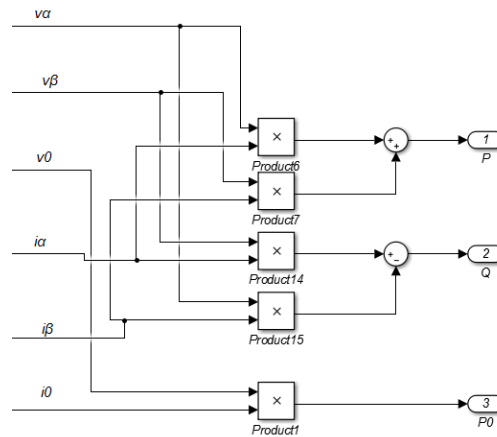 vα
vβ
v0
iα
iβ
i0
×
Product6
×
Product7
×
Product14
×
Product15
×
Product1
+
+
+
−
1
P
2
Q
3
P0